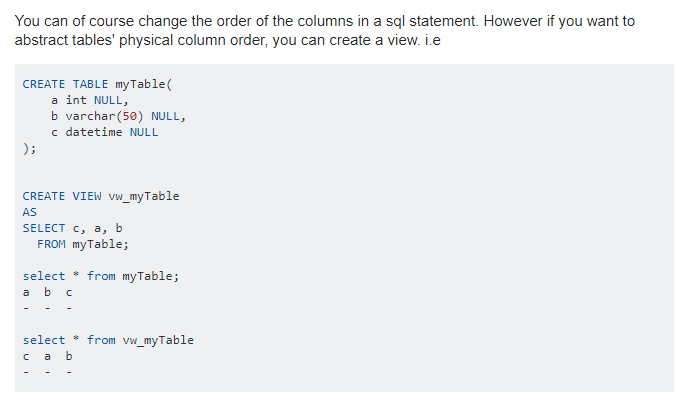 You can of course change the order of the columns in a sql statement. However if you want to
abstract tables' physical column order, you can create a view. i.e
CREATE TABLE myTable(
    a int NULL,
    b varchar(50) NULL,
    c datetime NULL
);
CREATE VIEW vw_myTable
AS
SELECT c, a, b
  FROM myTable;
select * from myTable;
a  b  c
-  -  -
select * from vw_myTable
c  a  b
-  -  -